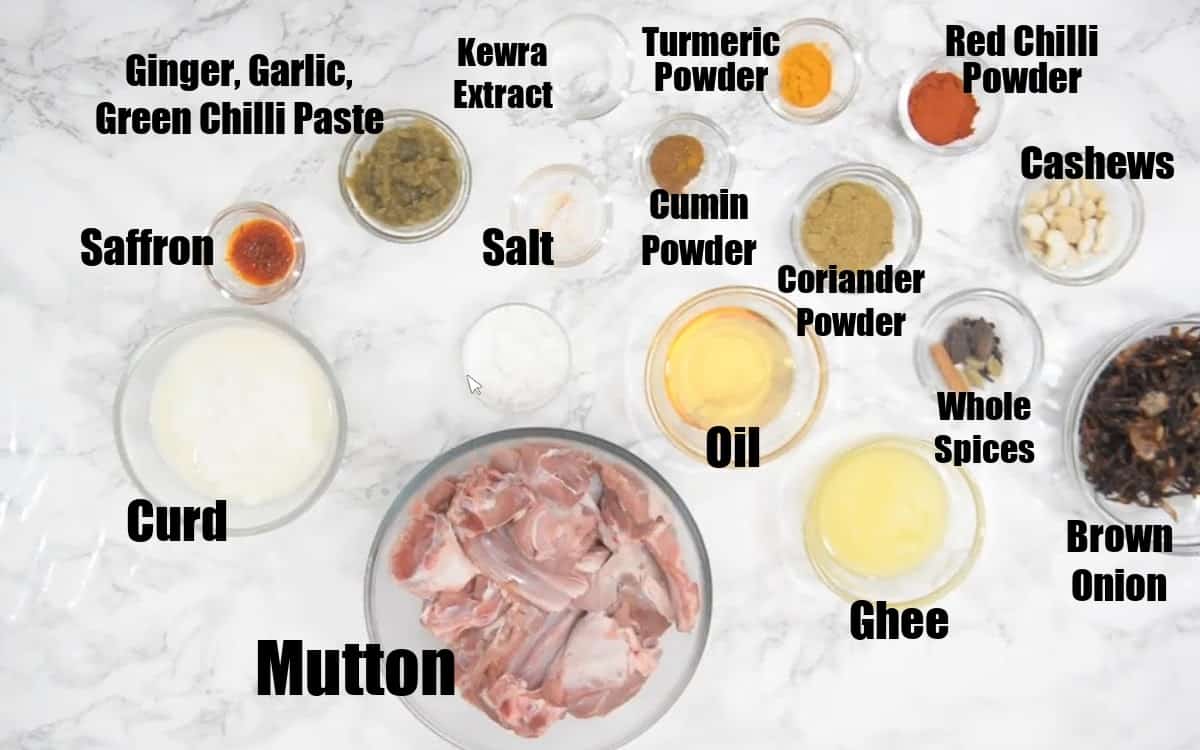 Ginger, Garlic,
Green Chilli Paste
Kewra
Extract
Turmeric
Powder
Red Chilli
Powder
Cashews
Saffron
Salt
Cumin
Powder
Coriander
Powder
Whole
Spices
Oil
Curd
Brown
Onion
Ghee
Mutton